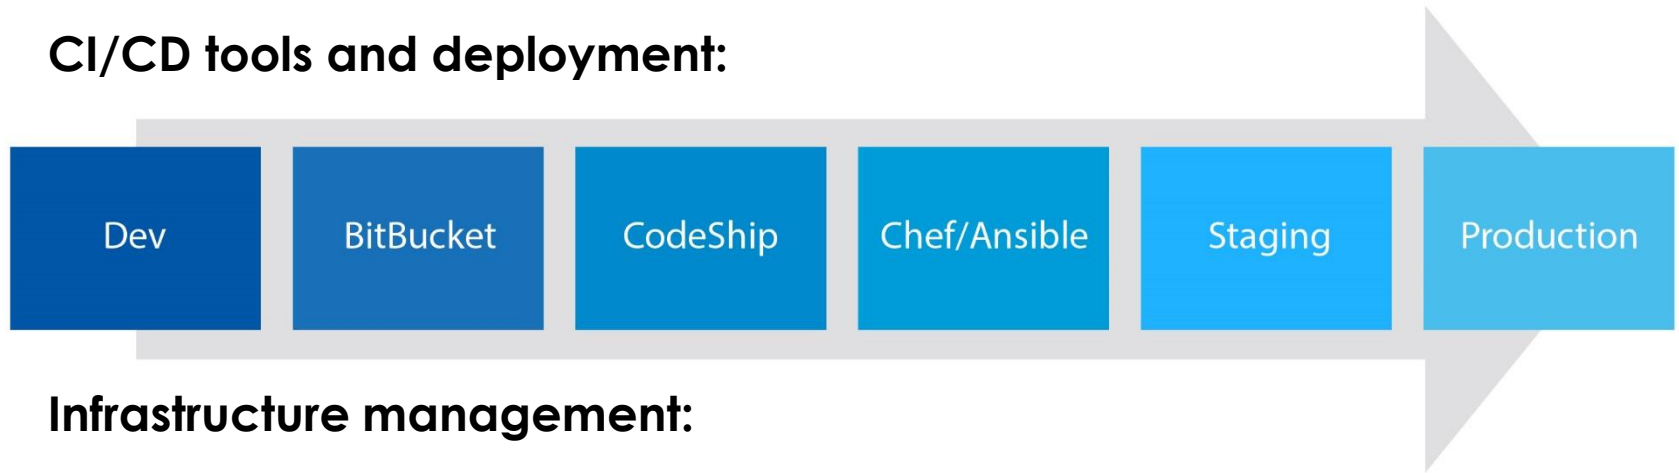 CI/CD tools and deployment:
Dev
BitBucket
CodeShip
Chef/Ansible
Staging
Production
Infrastructure management: